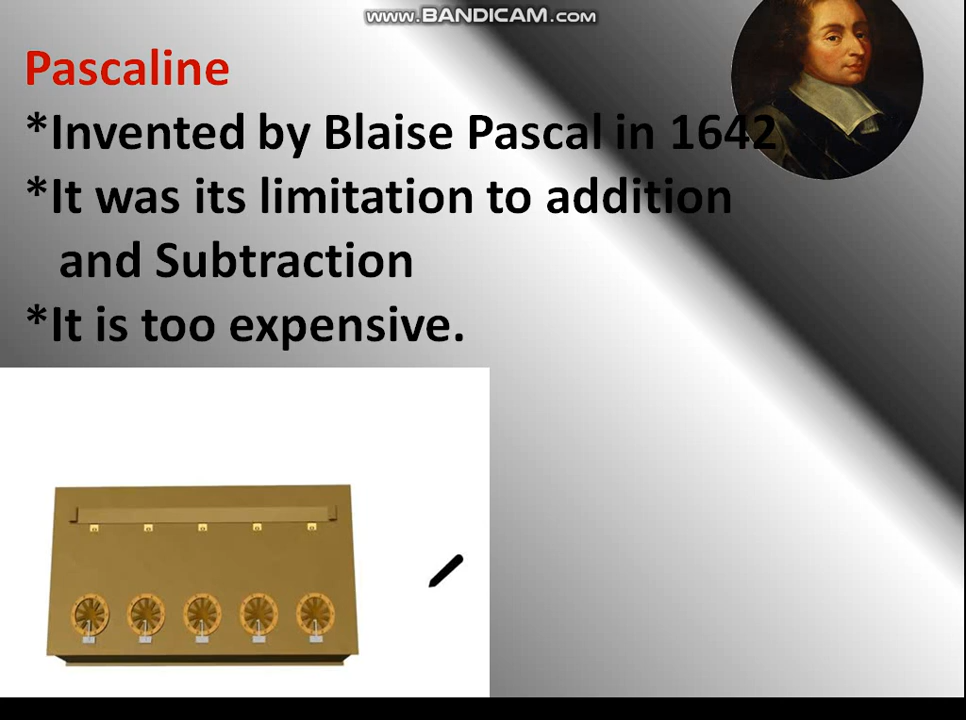 www.BANDICAM.com
Pascaline
*Invented by Blaise Pascal in 1642
*It was its limitation to addition
and Subtraction
*It is too expensive.